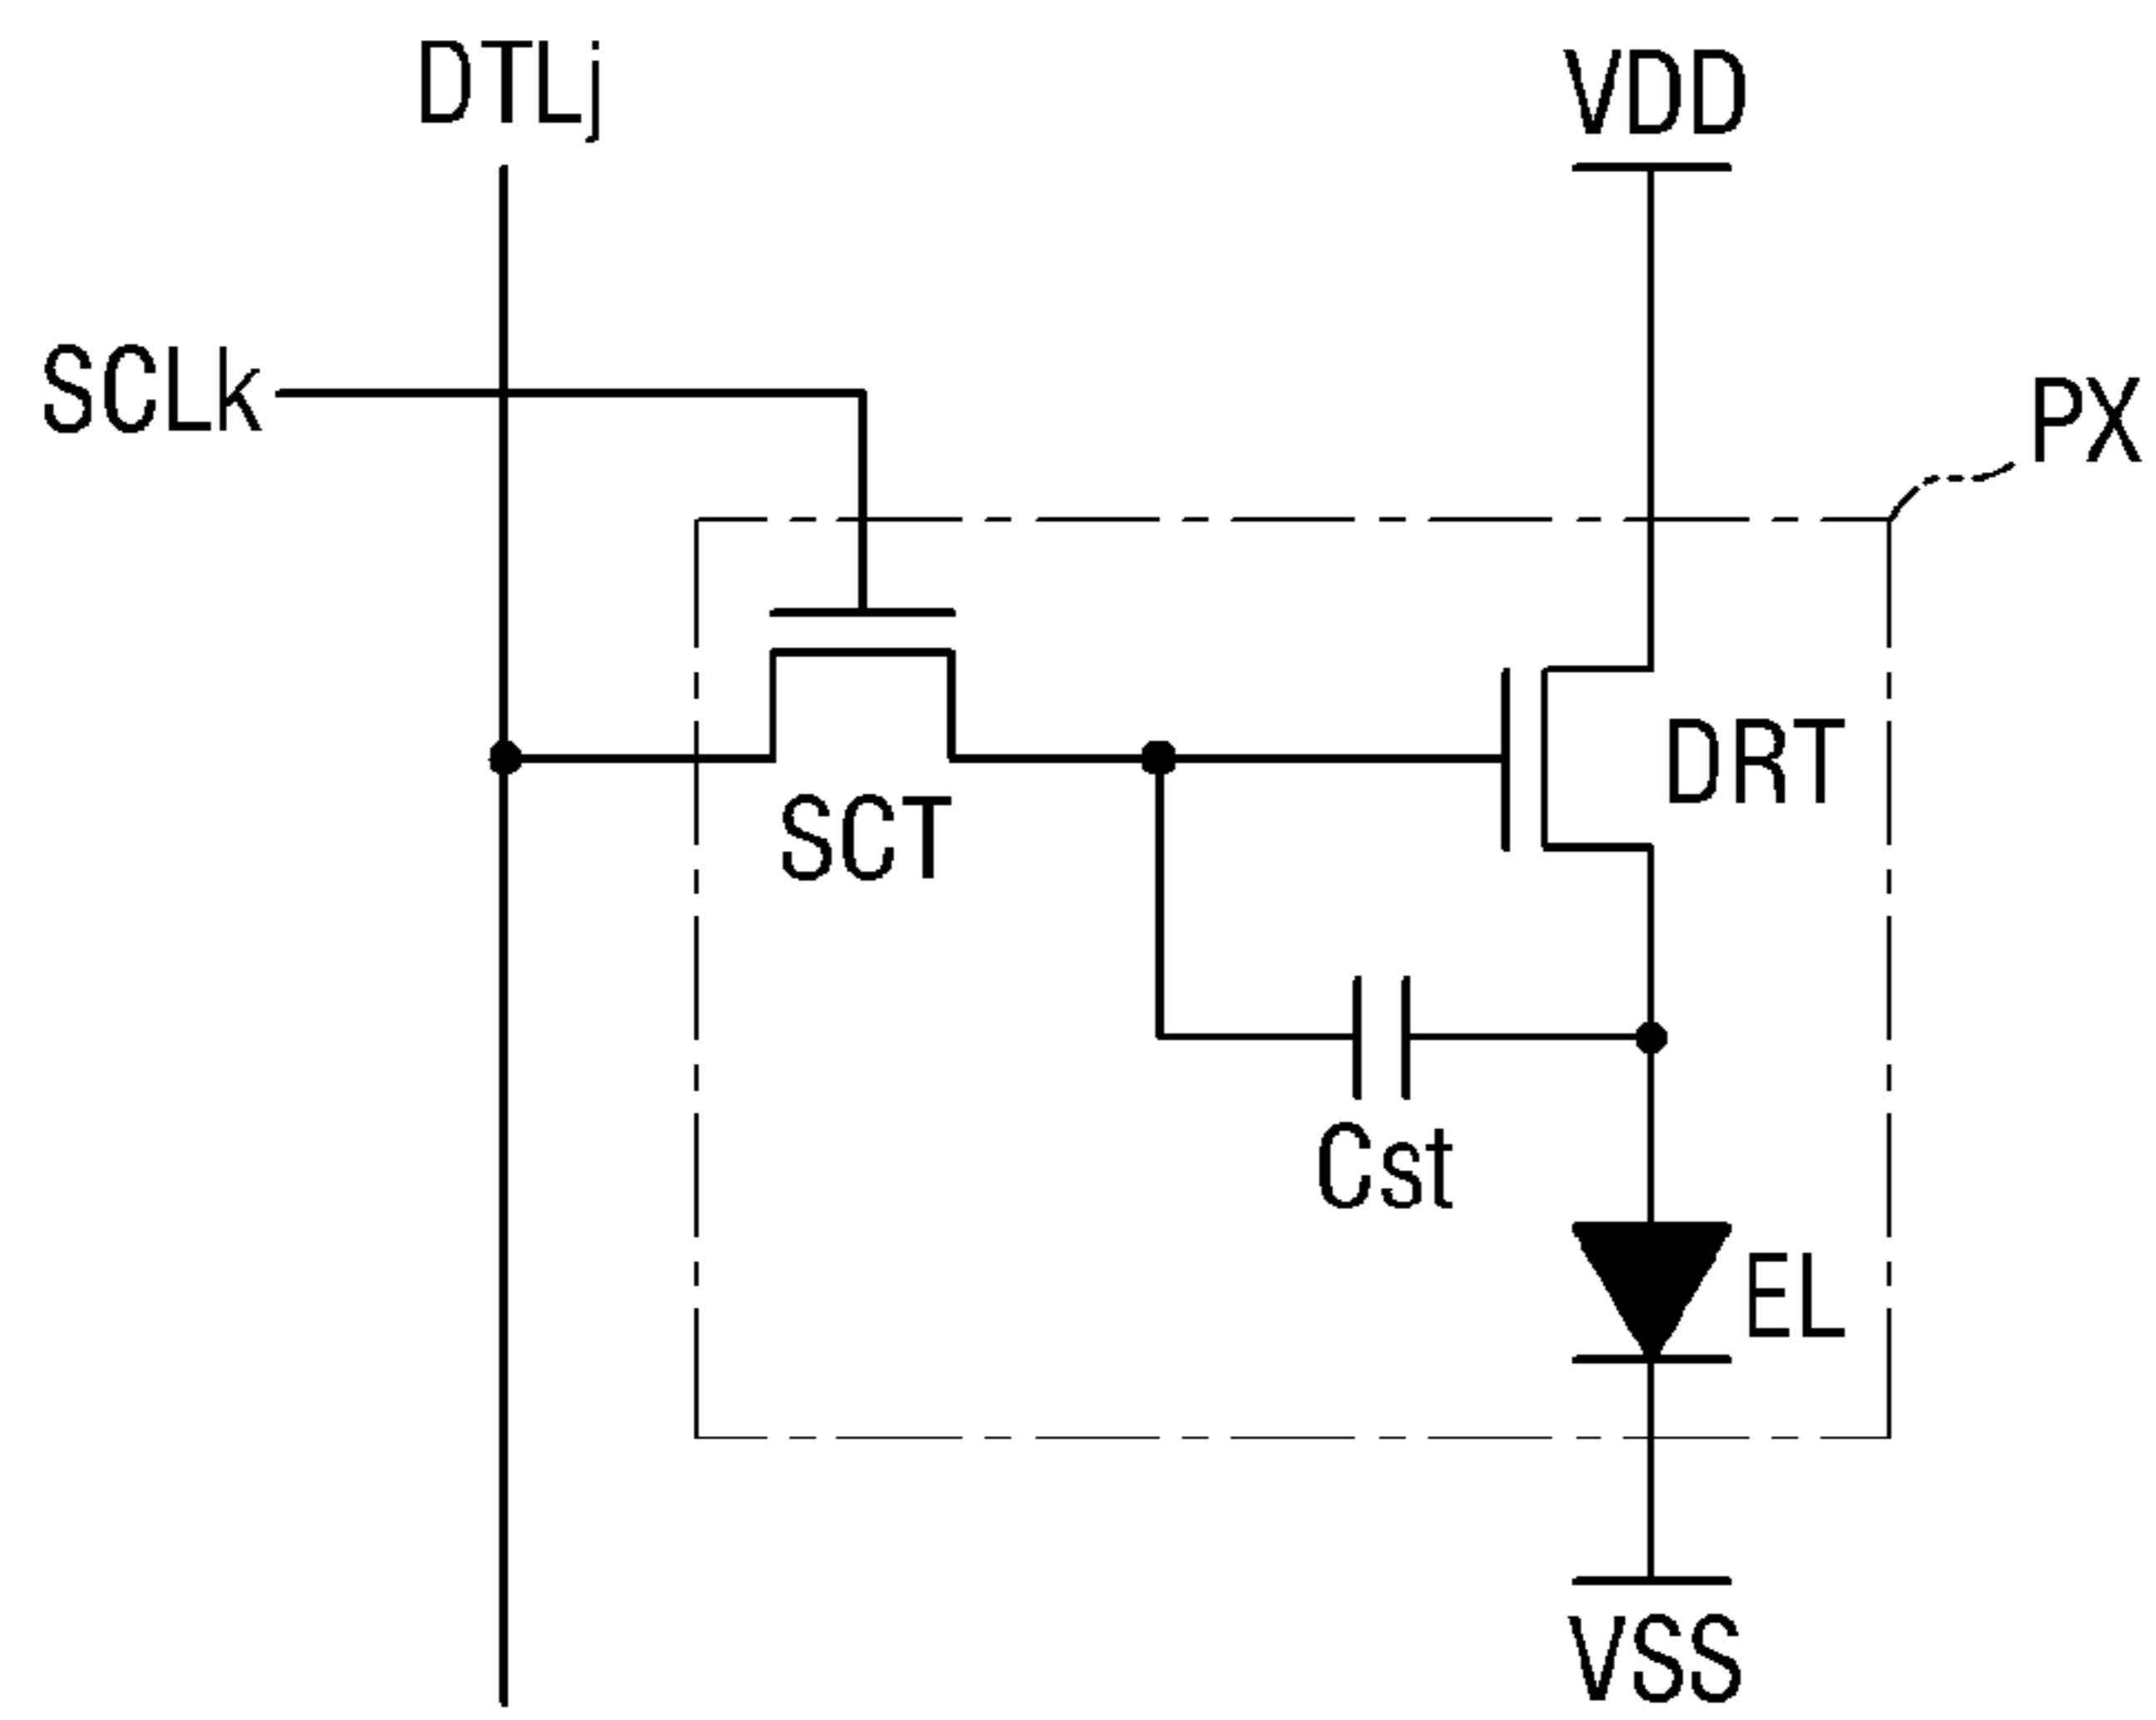 DTLj
VDD
SCLk
PX
DRT
SCT
Cst
EL
VSS